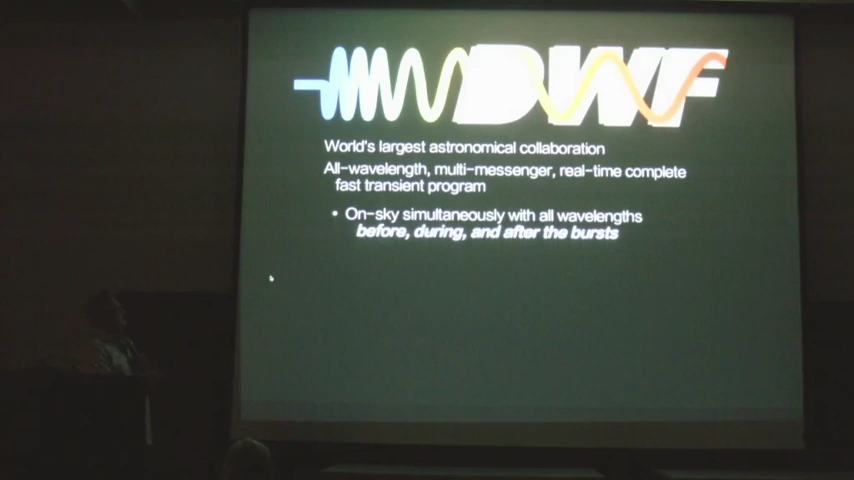 DWF
World's largest astronomical collaboration
All-wavelength, multi-messenger, real-time complete
fast transient program
• On-sky simultaneously with all wavelengths
before, during, and after the bursts